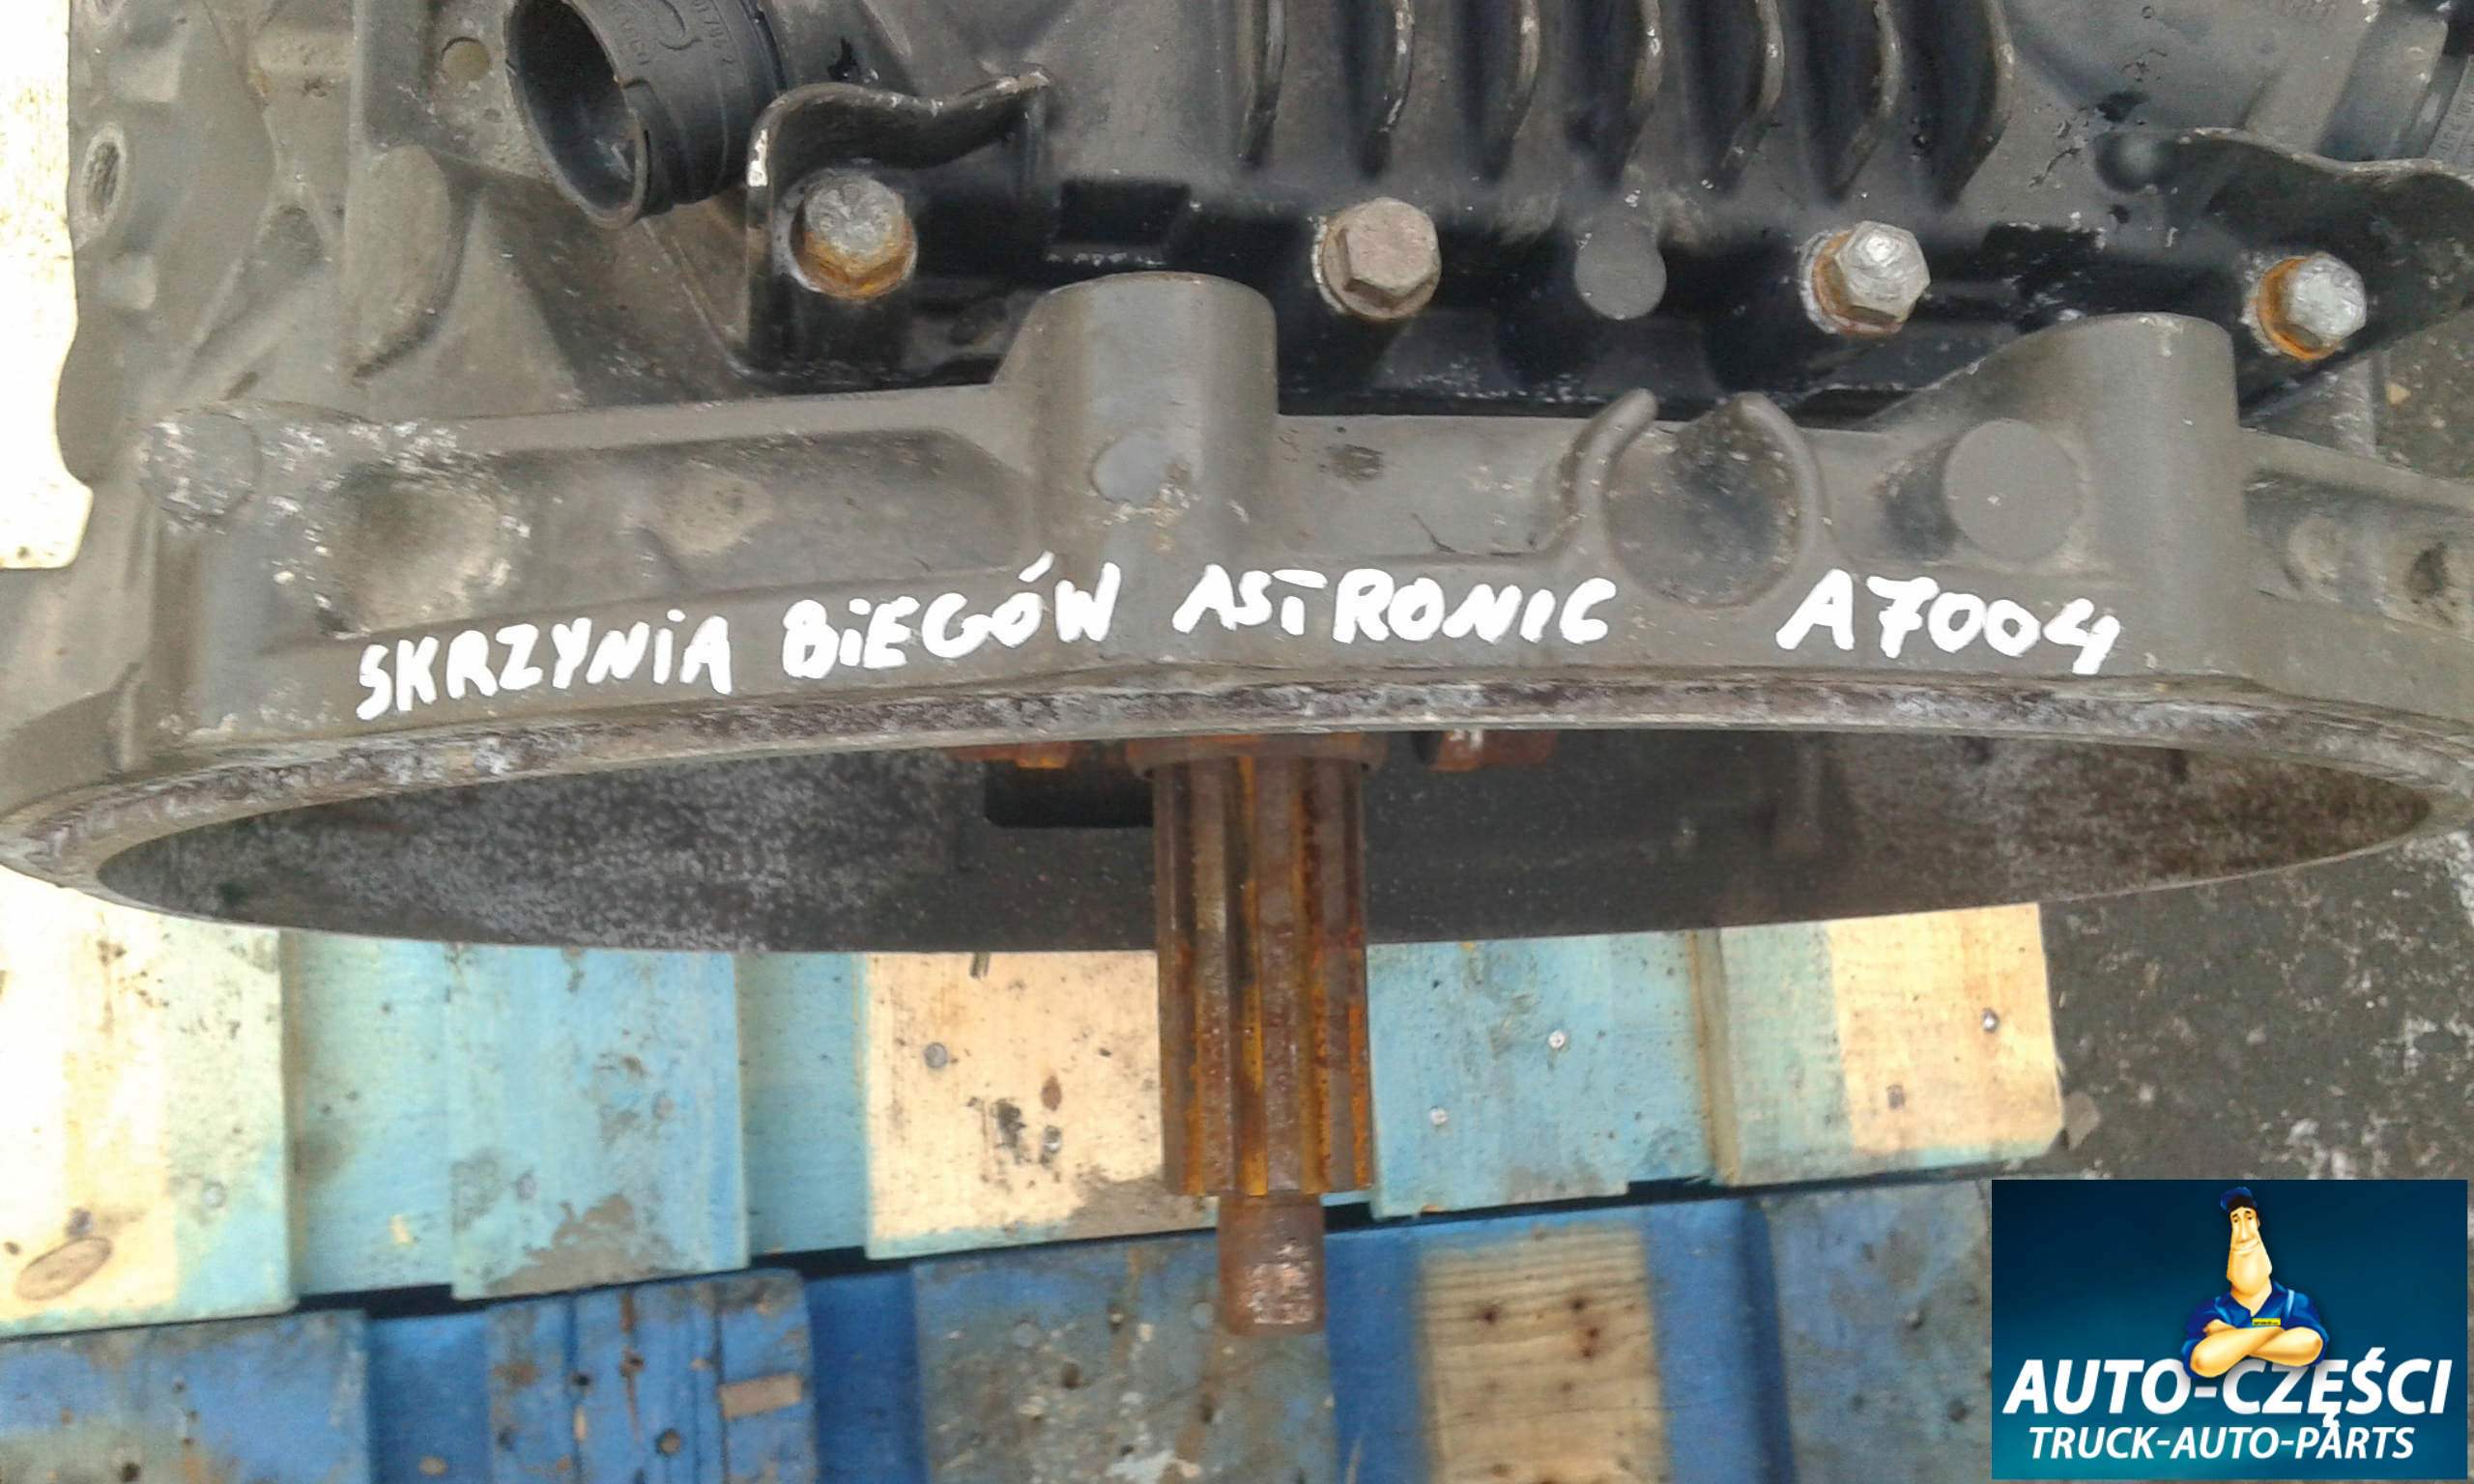 SKRZYNIA BIEGÓW ASTRONIC A7004
AUTO-CZĘŚCI
TRUCK-AUTO-PARTS